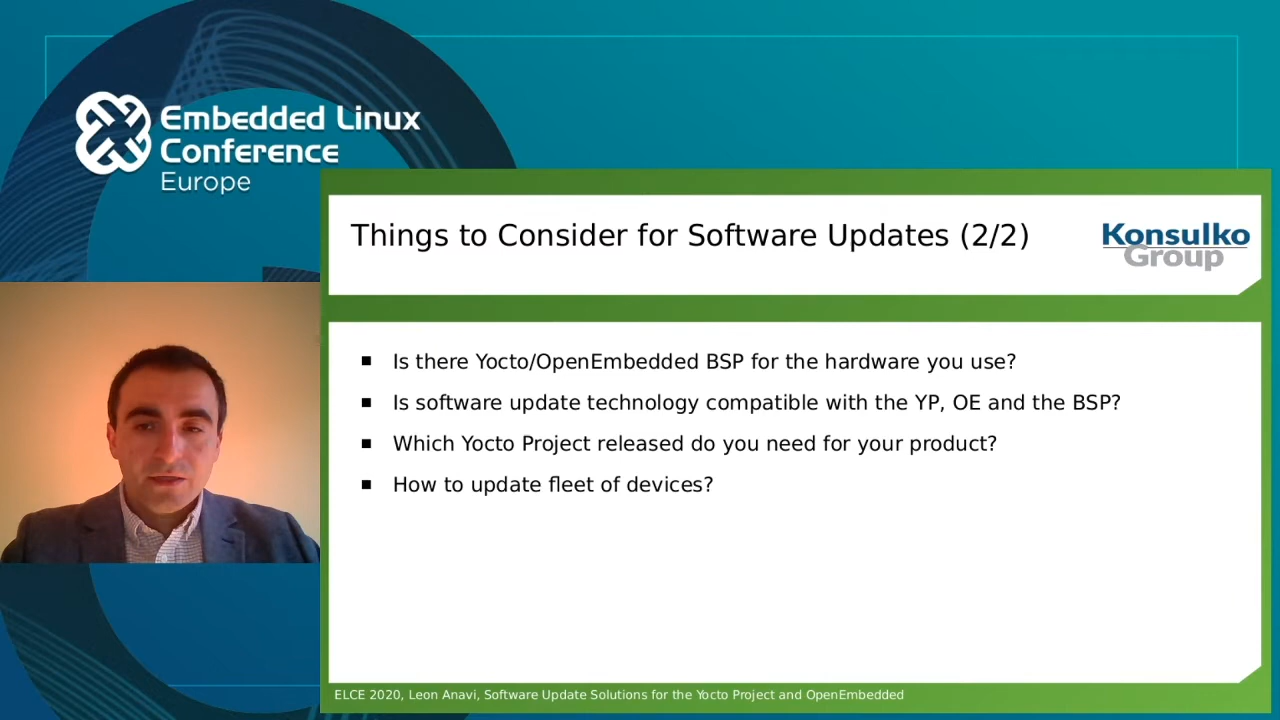 Embedded Linux
Conference
Europe
Things to Consider for Software Updates (2/2)
Konsulko
Group
Is there Yocto/OpenEmbedded BSP for the hardware you use?
Is software update technology compatible with the YP, OE and the BSP?
Which Yocto Project released do you need for your product?
How to update fleet of devices?
ELCE 2020, Leon Anavi, Software Update Solutions for the Yocto Project and OpenEmbedded